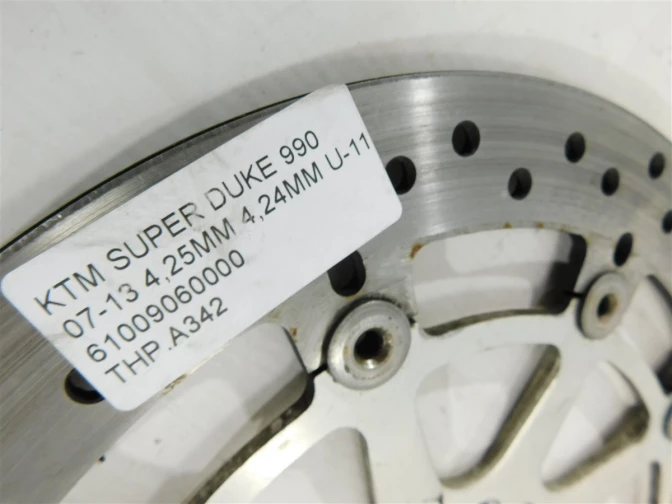 KTM SUPER DUKE 990
07-13 4,25MM 4,24MM U-11
61009060000
THP .A342